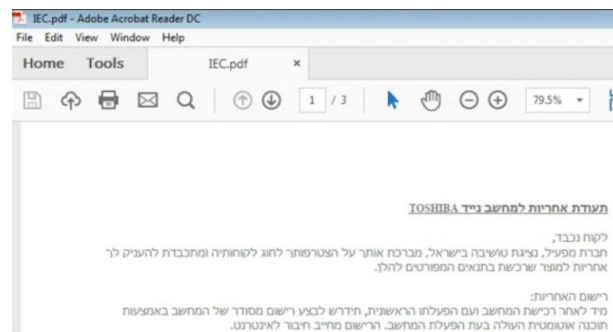 IEC.pdf - Adobe Acrobat Reader DC
File Edit View Window Help
Home Tools IEC.pdf ×
1 / 3 79.5%
תעודת אחריות למחשב נייד TOSHIBA
לקוח נכבד,
חברת מפעיל, נציגת טושיבה בישראל, מברכת אותך על הצטרפותך לחוג לקוחותיה ומתכבדת להעניק לך
אחריות למוצר שרכשת בתנאים המפורטים להלן.
רישום האחריות:
מיד לאחר רכישת המחשב ועם הפעלתו הראשונית, תידרש לבצע רישום מסודר של המחשב באמצעות
תוכנה אוטומטית העולה בעת הפעלת המחשב. הרישום מחייב חיבור לאינטרנט.